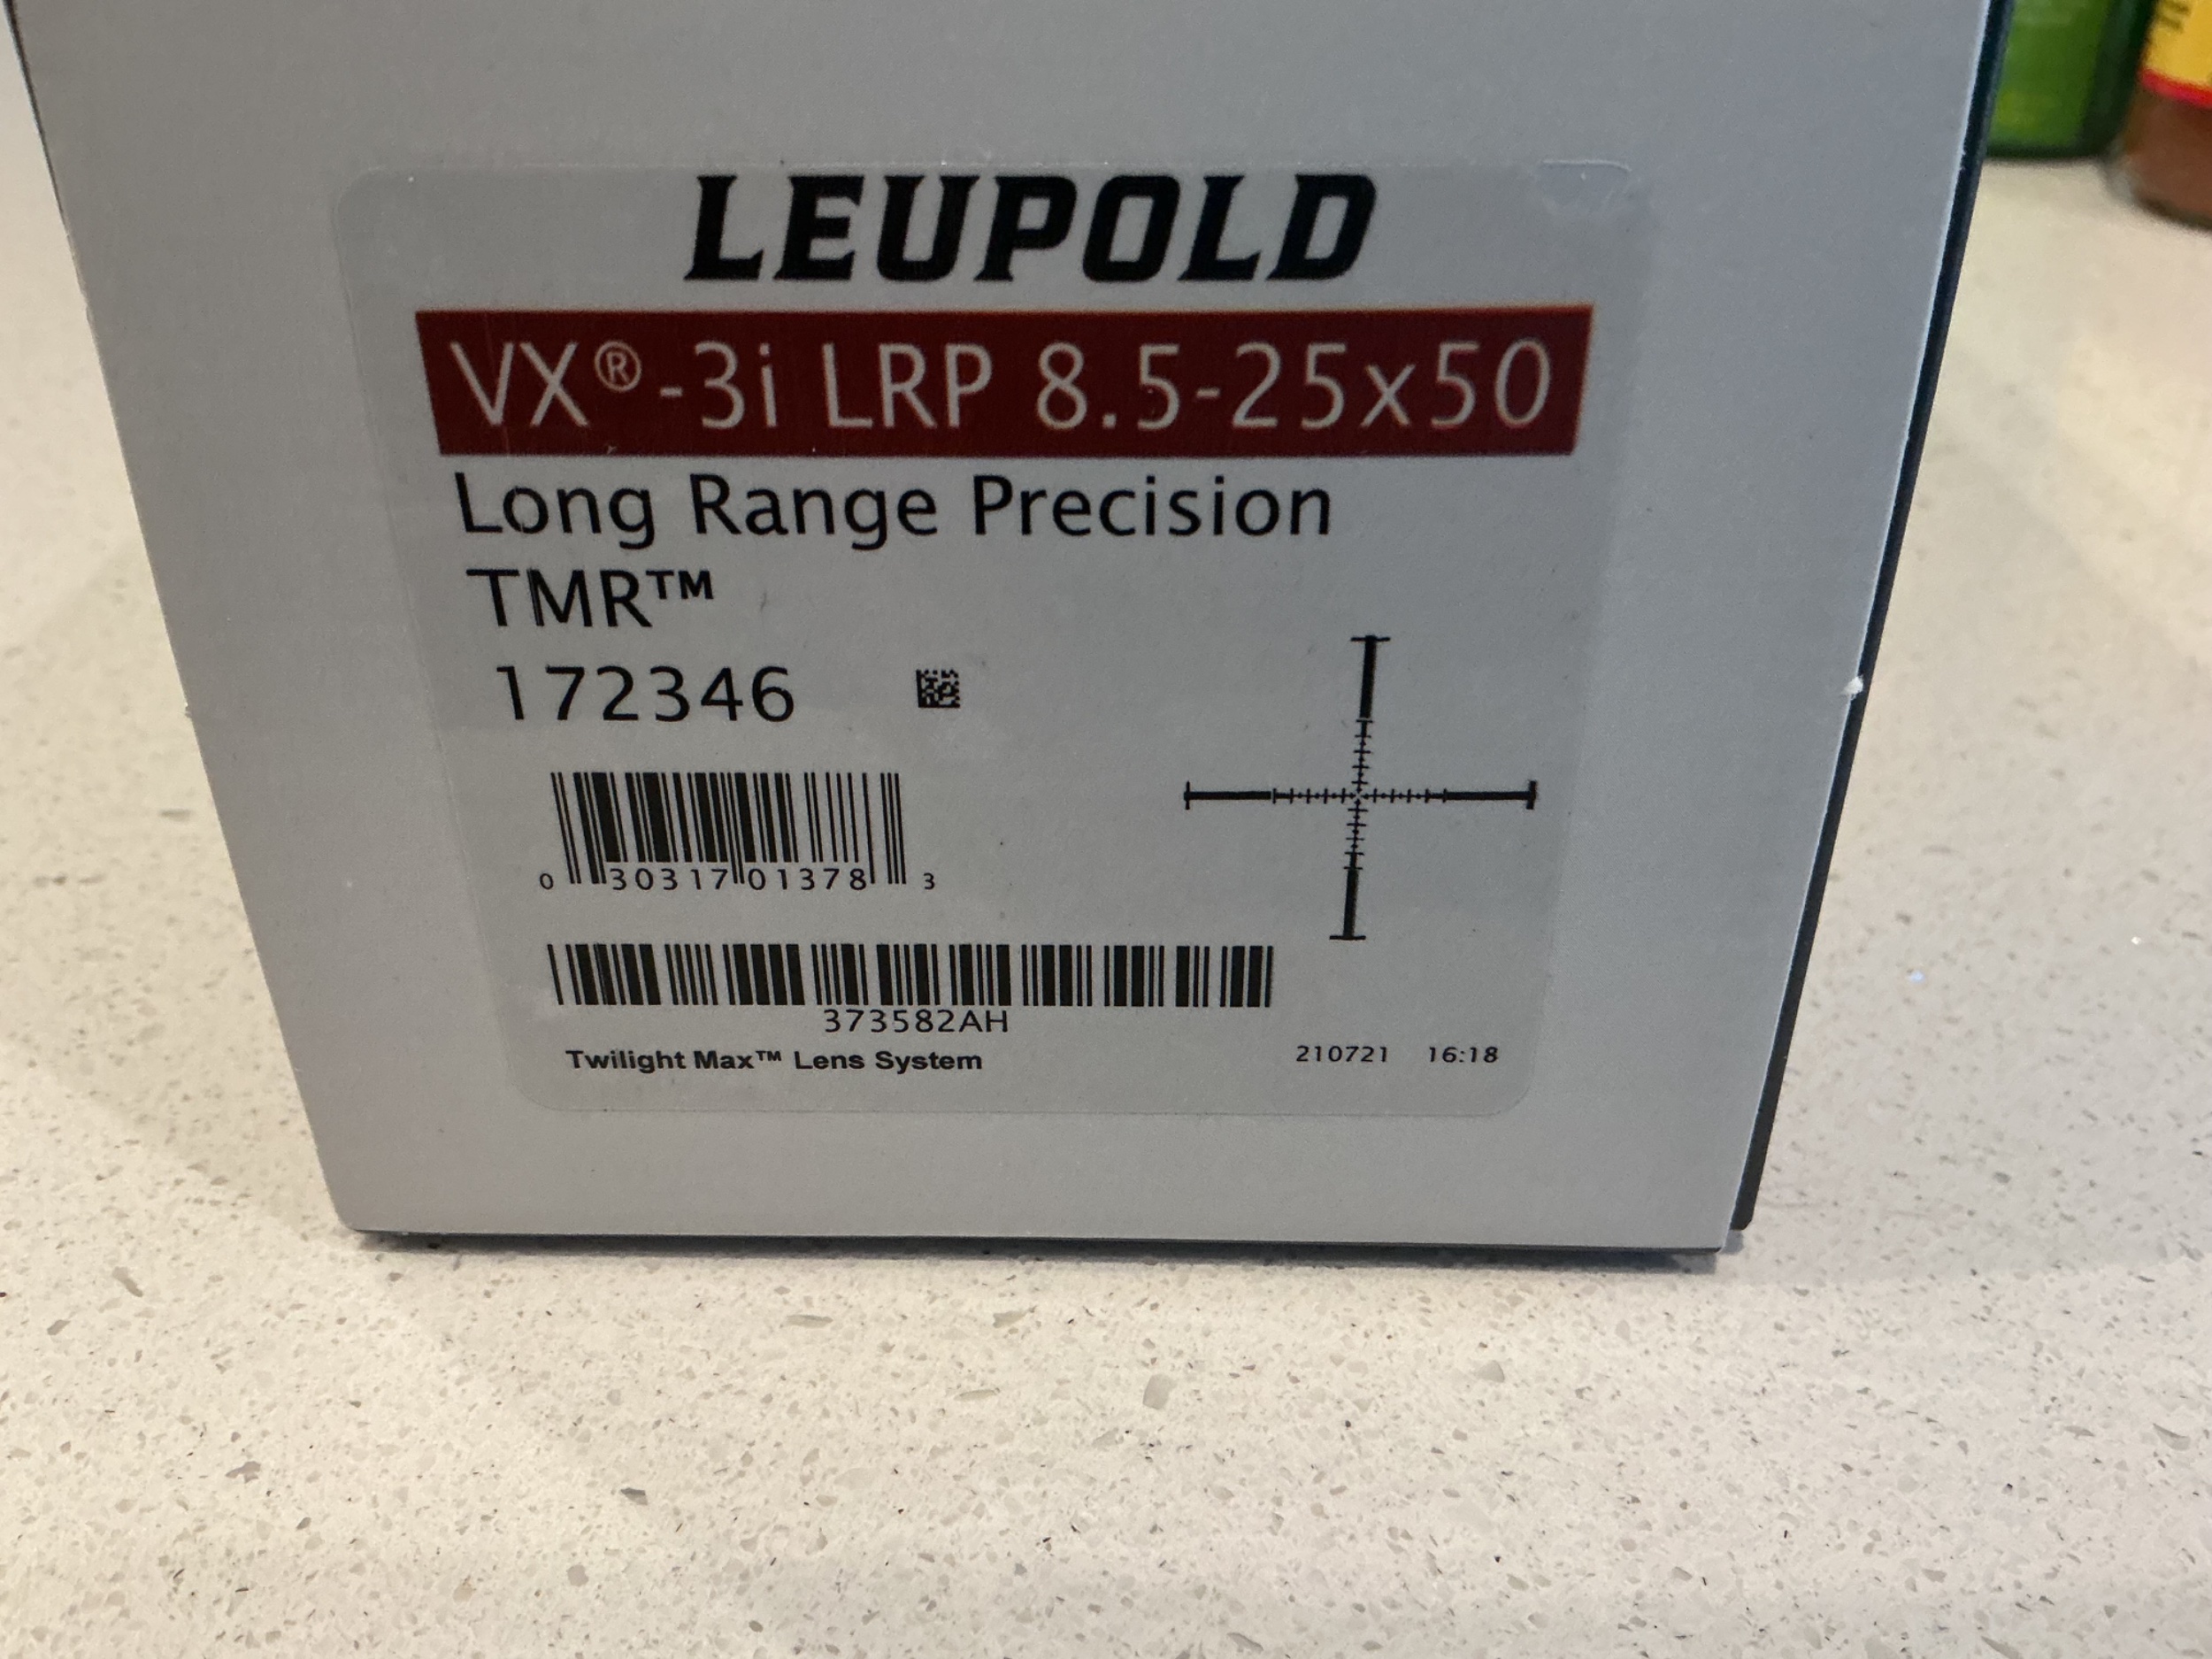 LEUPOLD
VX®-3i LRP 8.5-25x50
Long Range Precision
TMR™
172346
0 30317 01378 3
373582AH
Twilight Max™ Lens System
210721 16:18